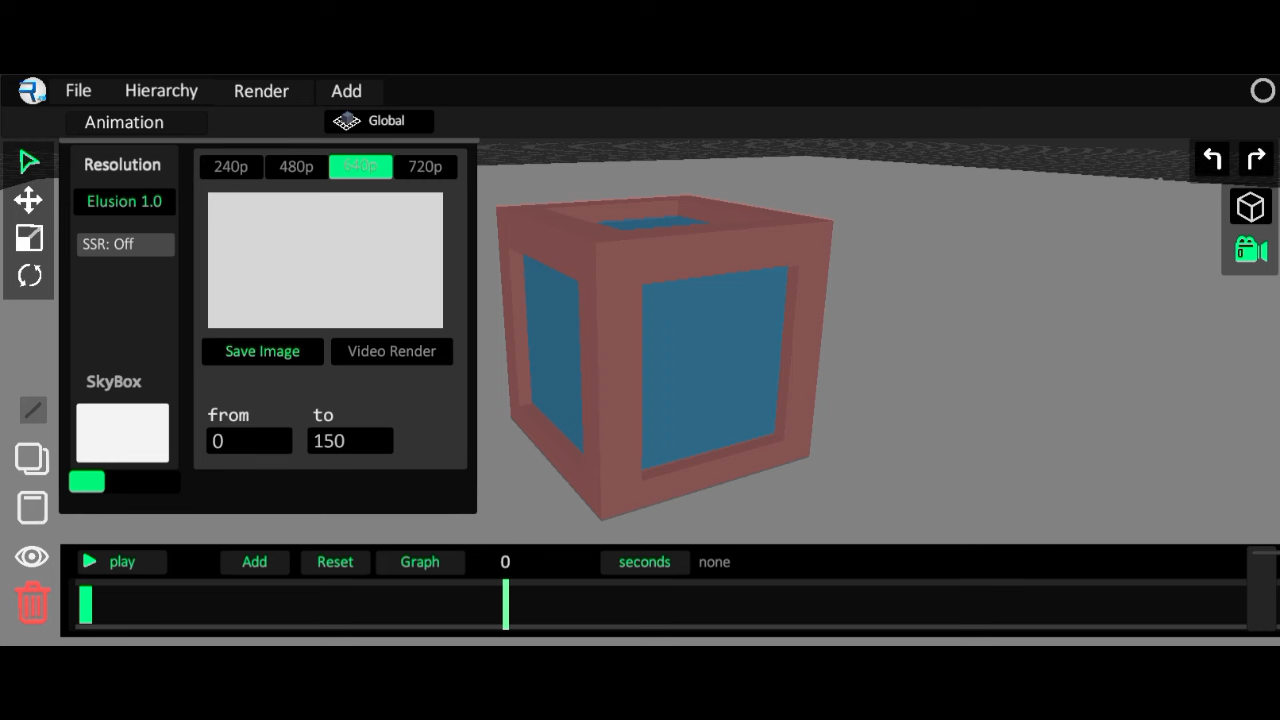 File Hierarchy Render Add
Animation Global
Resolution
240p 480p 640p 720p
Elusion 1.0
SSR: Off
Save Image Video Render
SkyBox
from to
0 150
play Add Reset Graph 0 seconds none